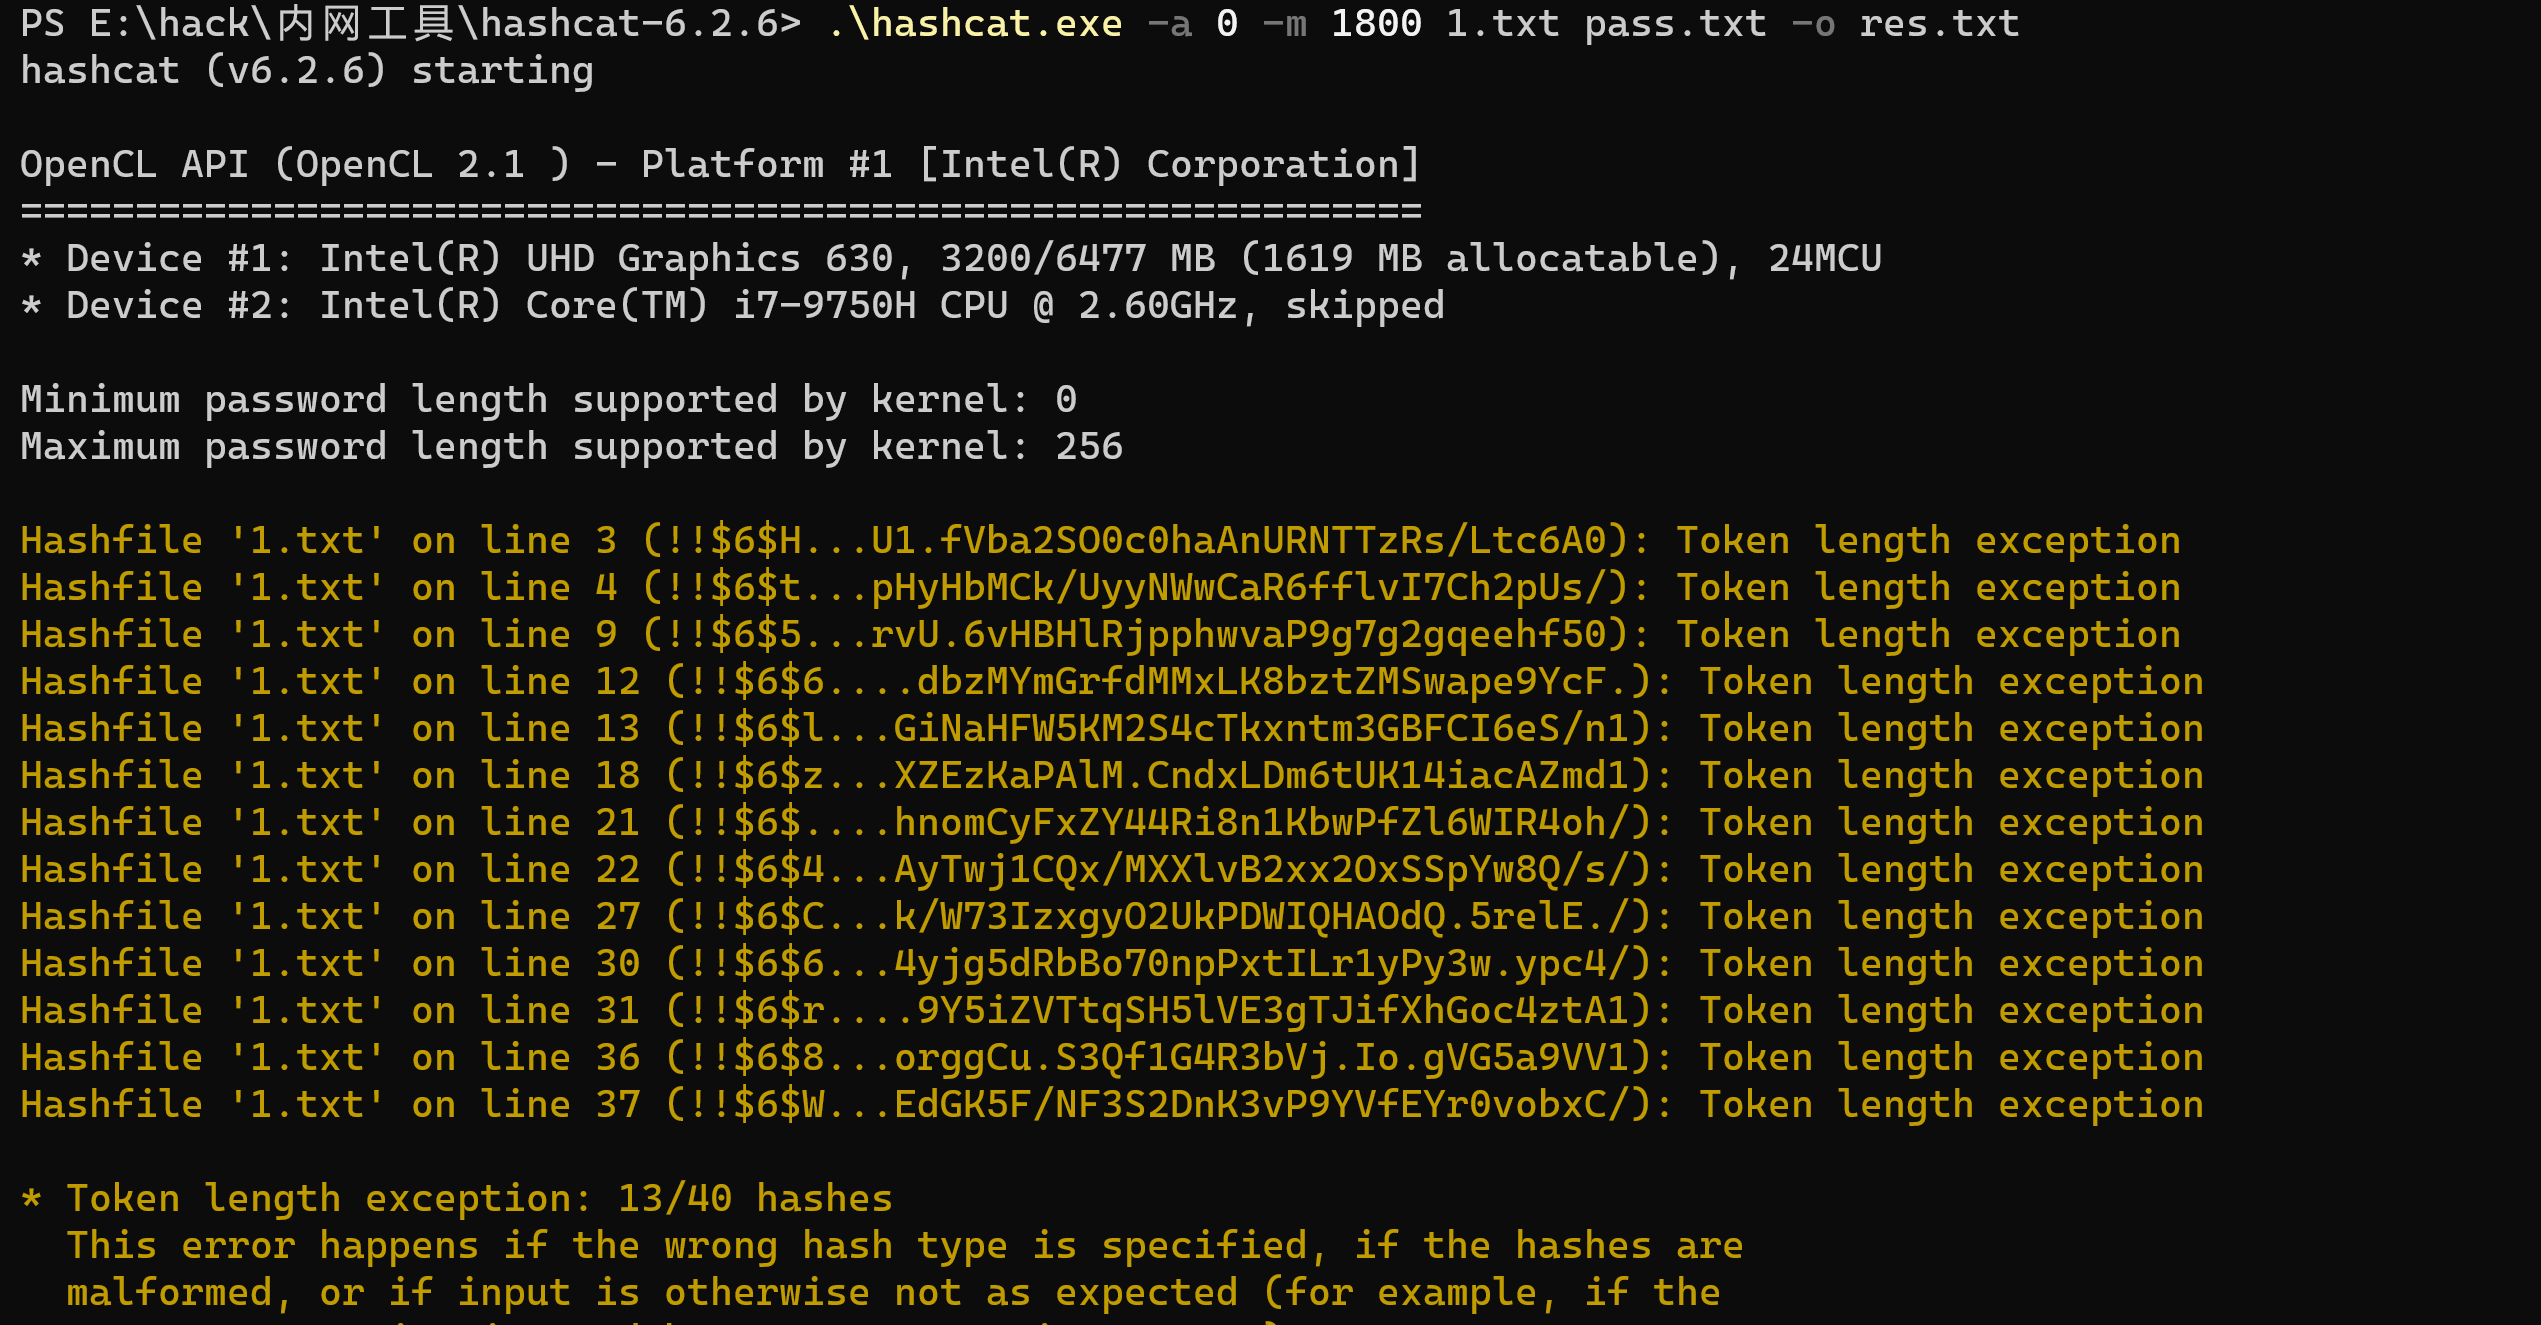 PS E:\hack\内网工具\hashcat-6.2.6> .\hashcat.exe -a 0 -m 1800 1.txt pass.txt -o res.txt
hashcat (v6.2.6) starting
OpenCL API (OpenCL 2.1 ) - Platform #1 [Intel(R) Corporation]
=============================================================
* Device #1: Intel(R) UHD Graphics 630, 3200/6477 MB (1619 MB allocatable), 24MCU
* Device #2: Intel(R) Core(TM) i7-9750H CPU @ 2.60GHz, skipped
Minimum password length supported by kernel: 0
Maximum password length supported by kernel: 256
Hashfile '1.txt' on line 3 (!!$6$H...U1.fVba2SO0c0haAnURNTTzRs/Ltc6A0): Token length exception
Hashfile '1.txt' on line 4 (!!$6$t...pHyHbMCk/UyyNWwCaR6fflvI7Ch2pUs/): Token length exception
Hashfile '1.txt' on line 9 (!!$6$5...rvU.6vHBHlRjpphwvaP9g7g2gqeehf50): Token length exception
Hashfile '1.txt' on line 12 (!!$6$6....dbzMYmGrfdMMxLK8bztZMSwape9YcF.): Token length exception
Hashfile '1.txt' on line 13 (!!$6$l...GiNaHFW5KM2S4cTkxntm3GBFCI6eS/n1): Token length exception
Hashfile '1.txt' on line 18 (!!$6$z...XZEzKaPAlM.CndxLDm6tUK14iacAZmd1): Token length exception
Hashfile '1.txt' on line 21 (!!$6$....hnomCyFxZY44Ri8n1KbwPfZl6WIR4oh/): Token length exception
Hashfile '1.txt' on line 22 (!!$6$4...AyTwj1CQx/MXXlvB2xx2OxSSpYw8Q/s/): Token length exception
Hashfile '1.txt' on line 27 (!!$6$C...k/W73IzxgyO2UkPDWIQHAOdQ.5relE./): Token length exception
Hashfile '1.txt' on line 30 (!!$6$6...4yjg5dRbBo70npPxtILr1yPy3w.ypc4/): Token length exception
Hashfile '1.txt' on line 31 (!!$6$r....9Y5iZVTtqSH5lVE3gTJifXhGoc4ztA1): Token length exception
Hashfile '1.txt' on line 36 (!!$6$8...orggCu.S3Qf1G4R3bVj.Io.gVG5a9VV1): Token length exception
Hashfile '1.txt' on line 37 (!!$6$W...EdGK5F/NF3S2DnK3vP9YVfEYr0vobxC/): Token length exception
* Token length exception: 13/40 hashes
This error happens if the wrong hash type is specified, if the hashes are
malformed, or if input is otherwise not as expected (for example, if the